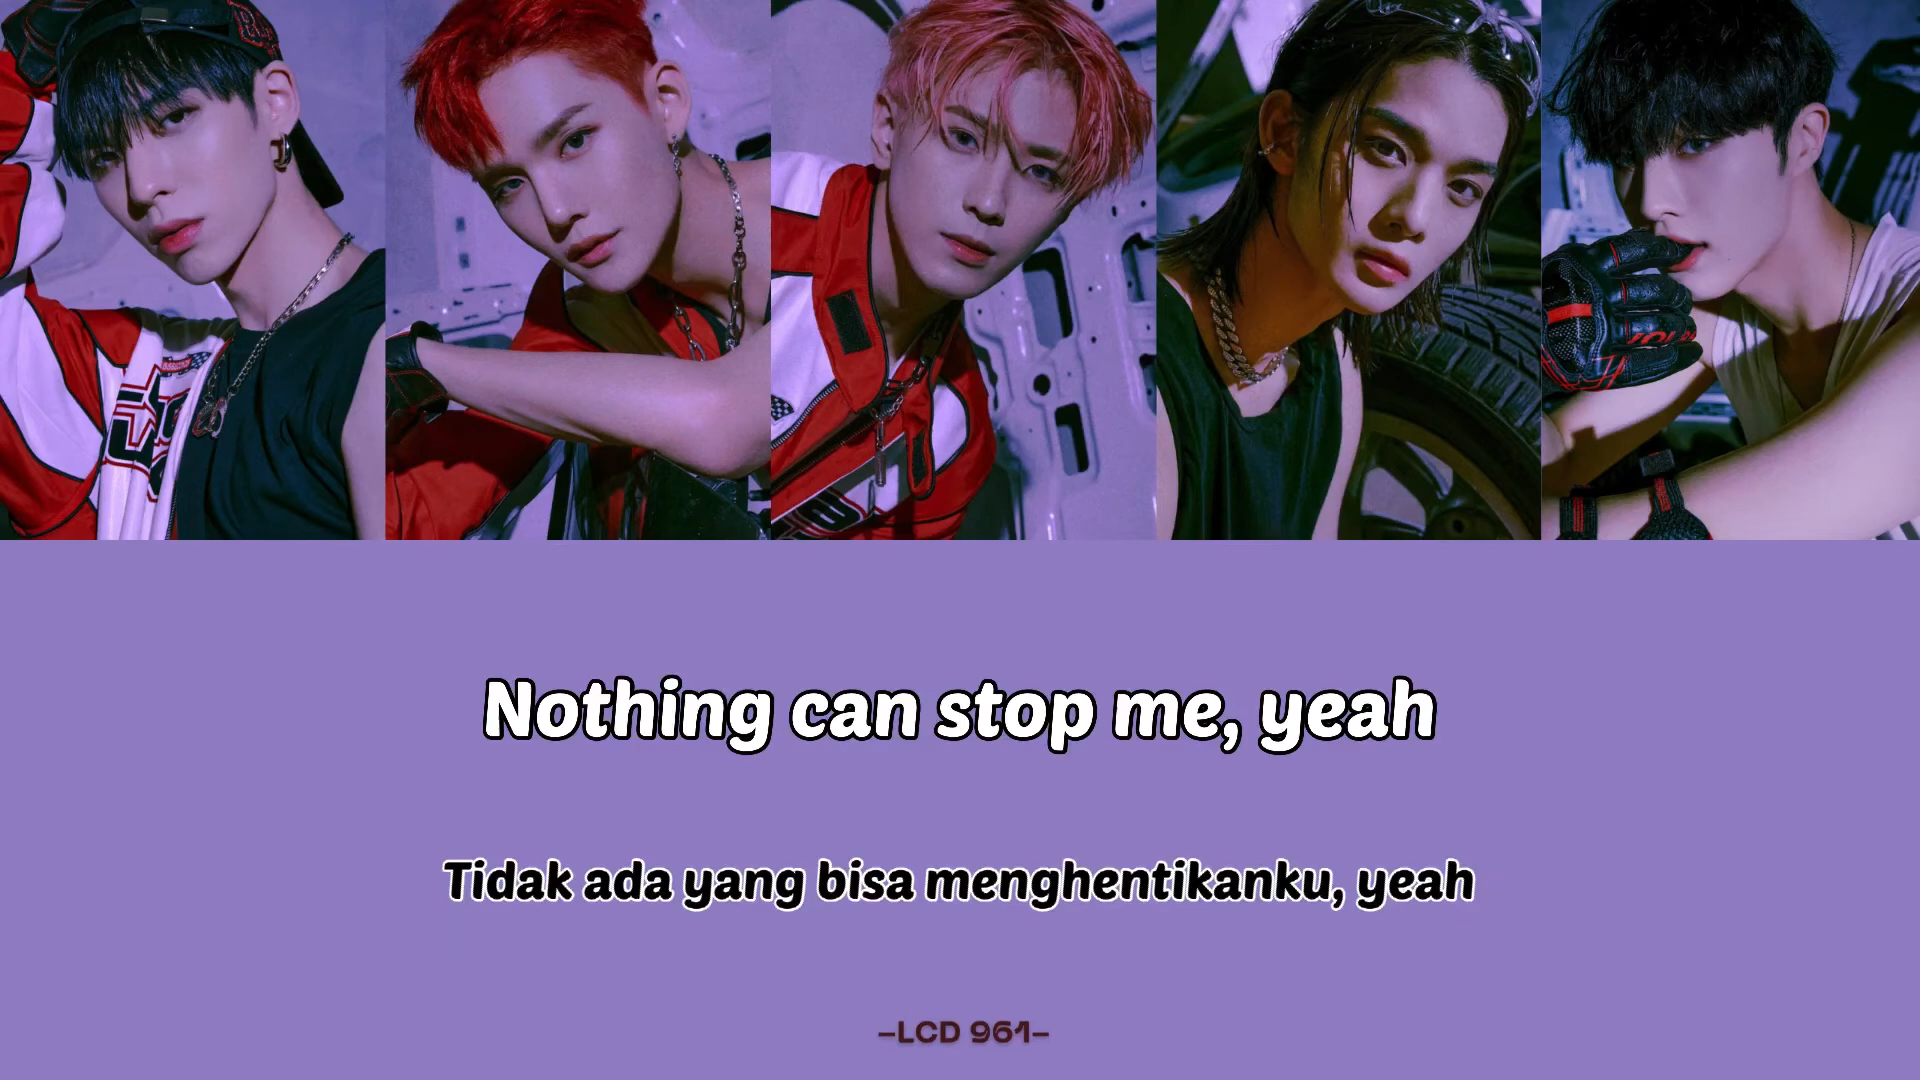 Nothing can stop me, yeah
Tidak ada yang bisa menghentikanku, yeah
–LCD 961–